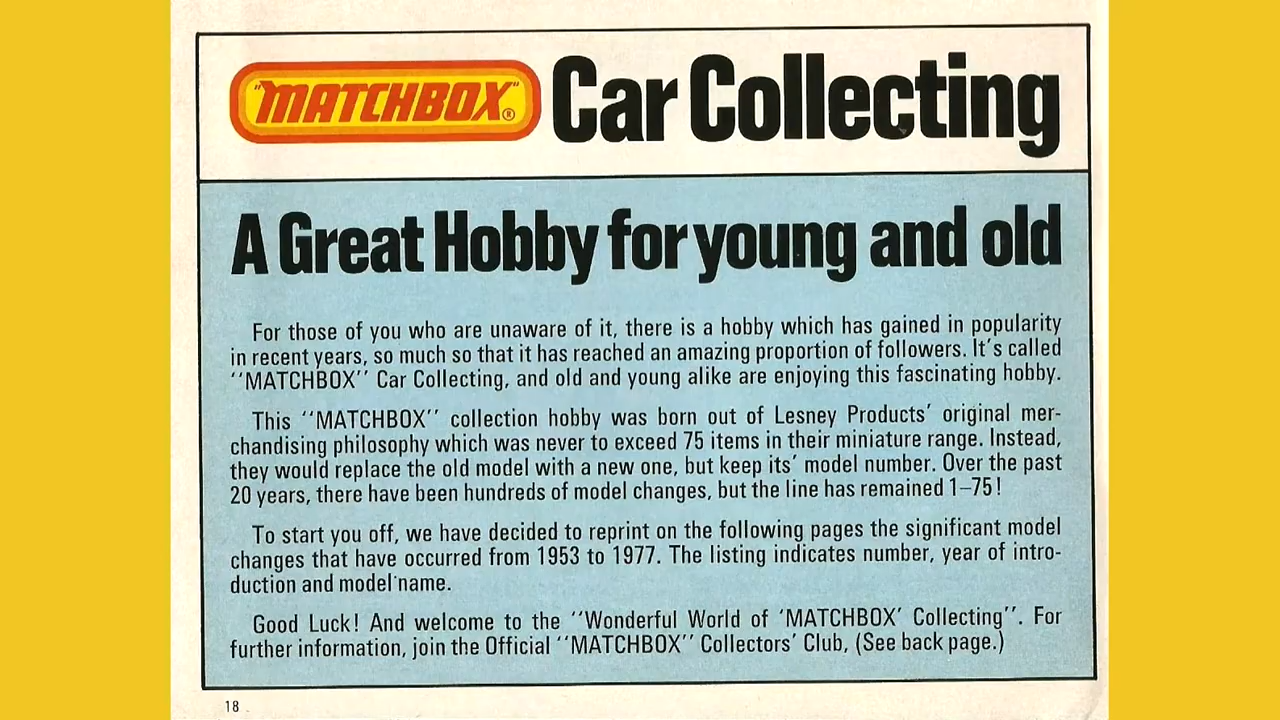 "MATCHBOX"® Car Collecting
A Great Hobby for young and old
For those of you who are unaware of it, there is a hobby which has gained in popularity
in recent years, so much so that it has reached an amazing proportion of followers. It's called
''MATCHBOX'' Car Collecting, and old and young alike are enjoying this fascinating hobby.
This ''MATCHBOX'' collection hobby was born out of Lesney Products' original mer-
chandising philosophy which was never to exceed 75 items in their miniature range. Instead,
they would replace the old model with a new one, but keep its' model number. Over the past
20 years, there have been hundreds of model changes, but the line has remained 1–75!
To start you off, we have decided to reprint on the following pages the significant model
changes that have occurred from 1953 to 1977. The listing indicates number, year of intro-
duction and model name.
Good Luck! And welcome to the ''Wonderful World of 'MATCHBOX' Collecting''. For
further information, join the Official ''MATCHBOX'' Collectors' Club, (See back page.)
18